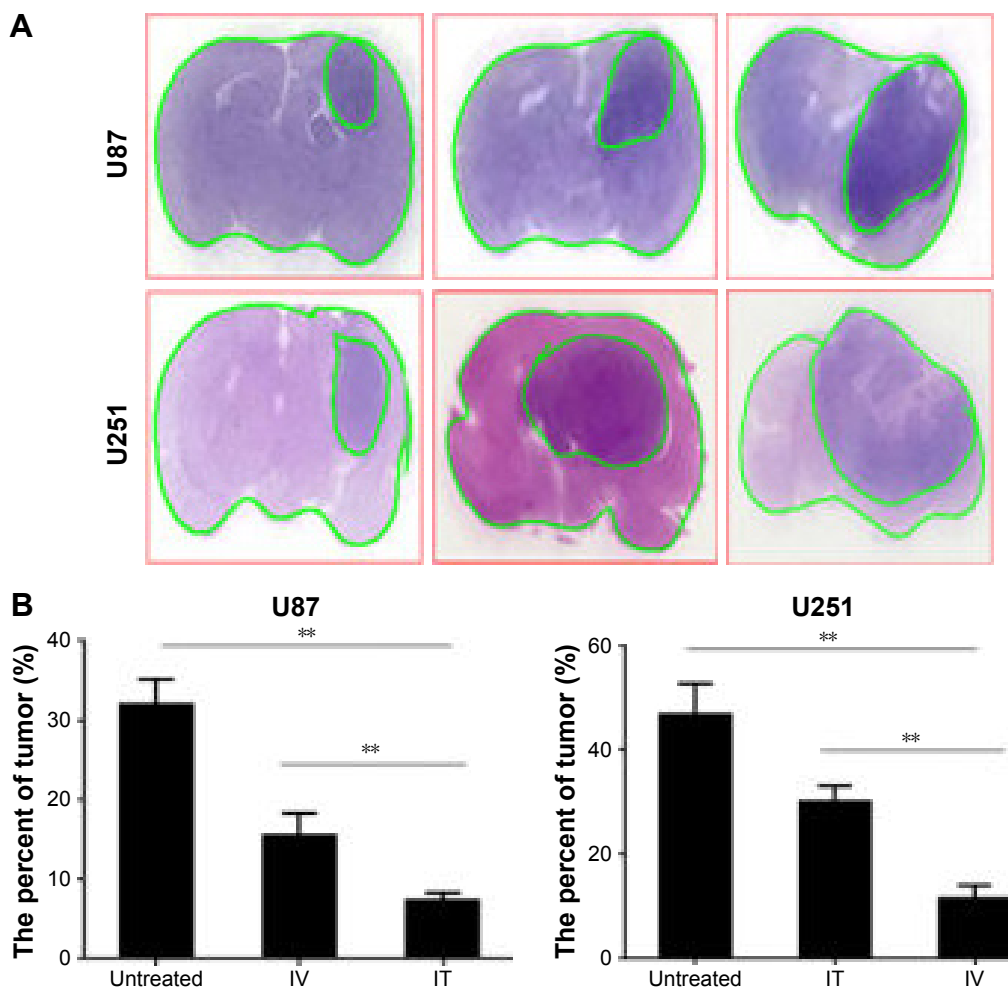 A
U87
U251
B
U87
The percent of tumor (%)
40
30
20
10
0
**
**
Untreated
IV
IT
U251
The percent of tumor (%)
60
40
20
0
**
**
Untreated
IT
IV